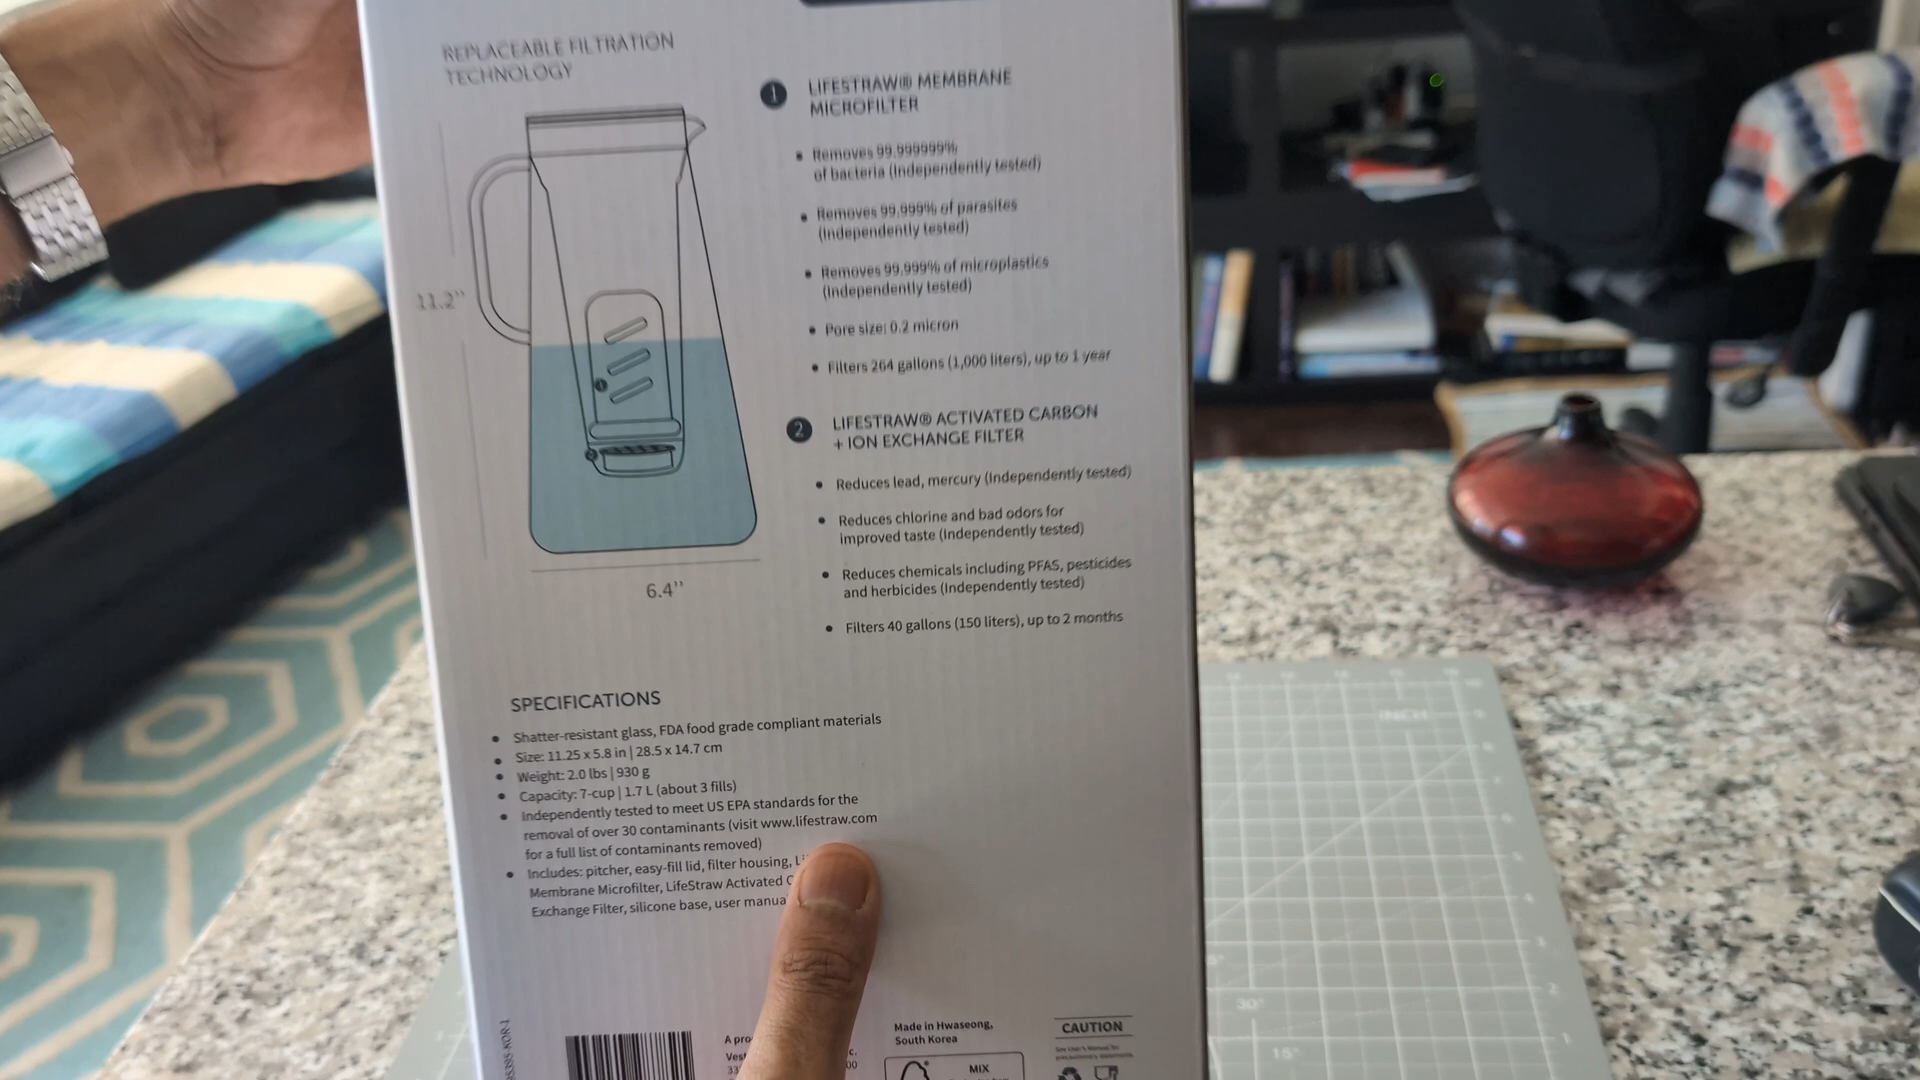 REPLACEABLE FILTRATION
TECHNOLOGY
11.2"
6.4"
1
LIFESTRAW® MEMBRANE
MICROFILTER
• Removes 99.999999%
of bacteria (Independently tested)
• Removes 99.999% of parasites
(Independently tested)
• Removes 99.999% of microplastics
(Independently tested)
• Pore size: 0.2 micron
• Filters 264 gallons (1,000 liters), up to 1 year
2
LIFESTRAW® ACTIVATED CARBON
+ ION EXCHANGE FILTER
• Reduces lead, mercury (Independently tested)
• Reduces chlorine and bad odors for
improved taste (Independently tested)
• Reduces chemicals including PFAS, pesticides
and herbicides (Independently tested)
• Filters 40 gallons (150 liters), up to 2 months
SPECIFICATIONS
• Shatter-resistant glass, FDA food grade compliant materials
• Size: 11.25 x 5.8 in | 28.5 x 14.7 cm
• Weight: 2.0 lbs | 930 g
• Capacity: 7-cup | 1.7 L (about 3 fills)
• Independently tested to meet US EPA standards for the
removal of over 30 contaminants (visit www.lifestraw.com
for a full list of contaminants removed)
• Includes: pitcher, easy-fill lid, filter housing,
Membrane Microfilter, LifeStraw Activated
Exchange Filter, silicone base, user
A
Made in Hwaseong,
South Korea
MIX
CAUTION
30°
15°